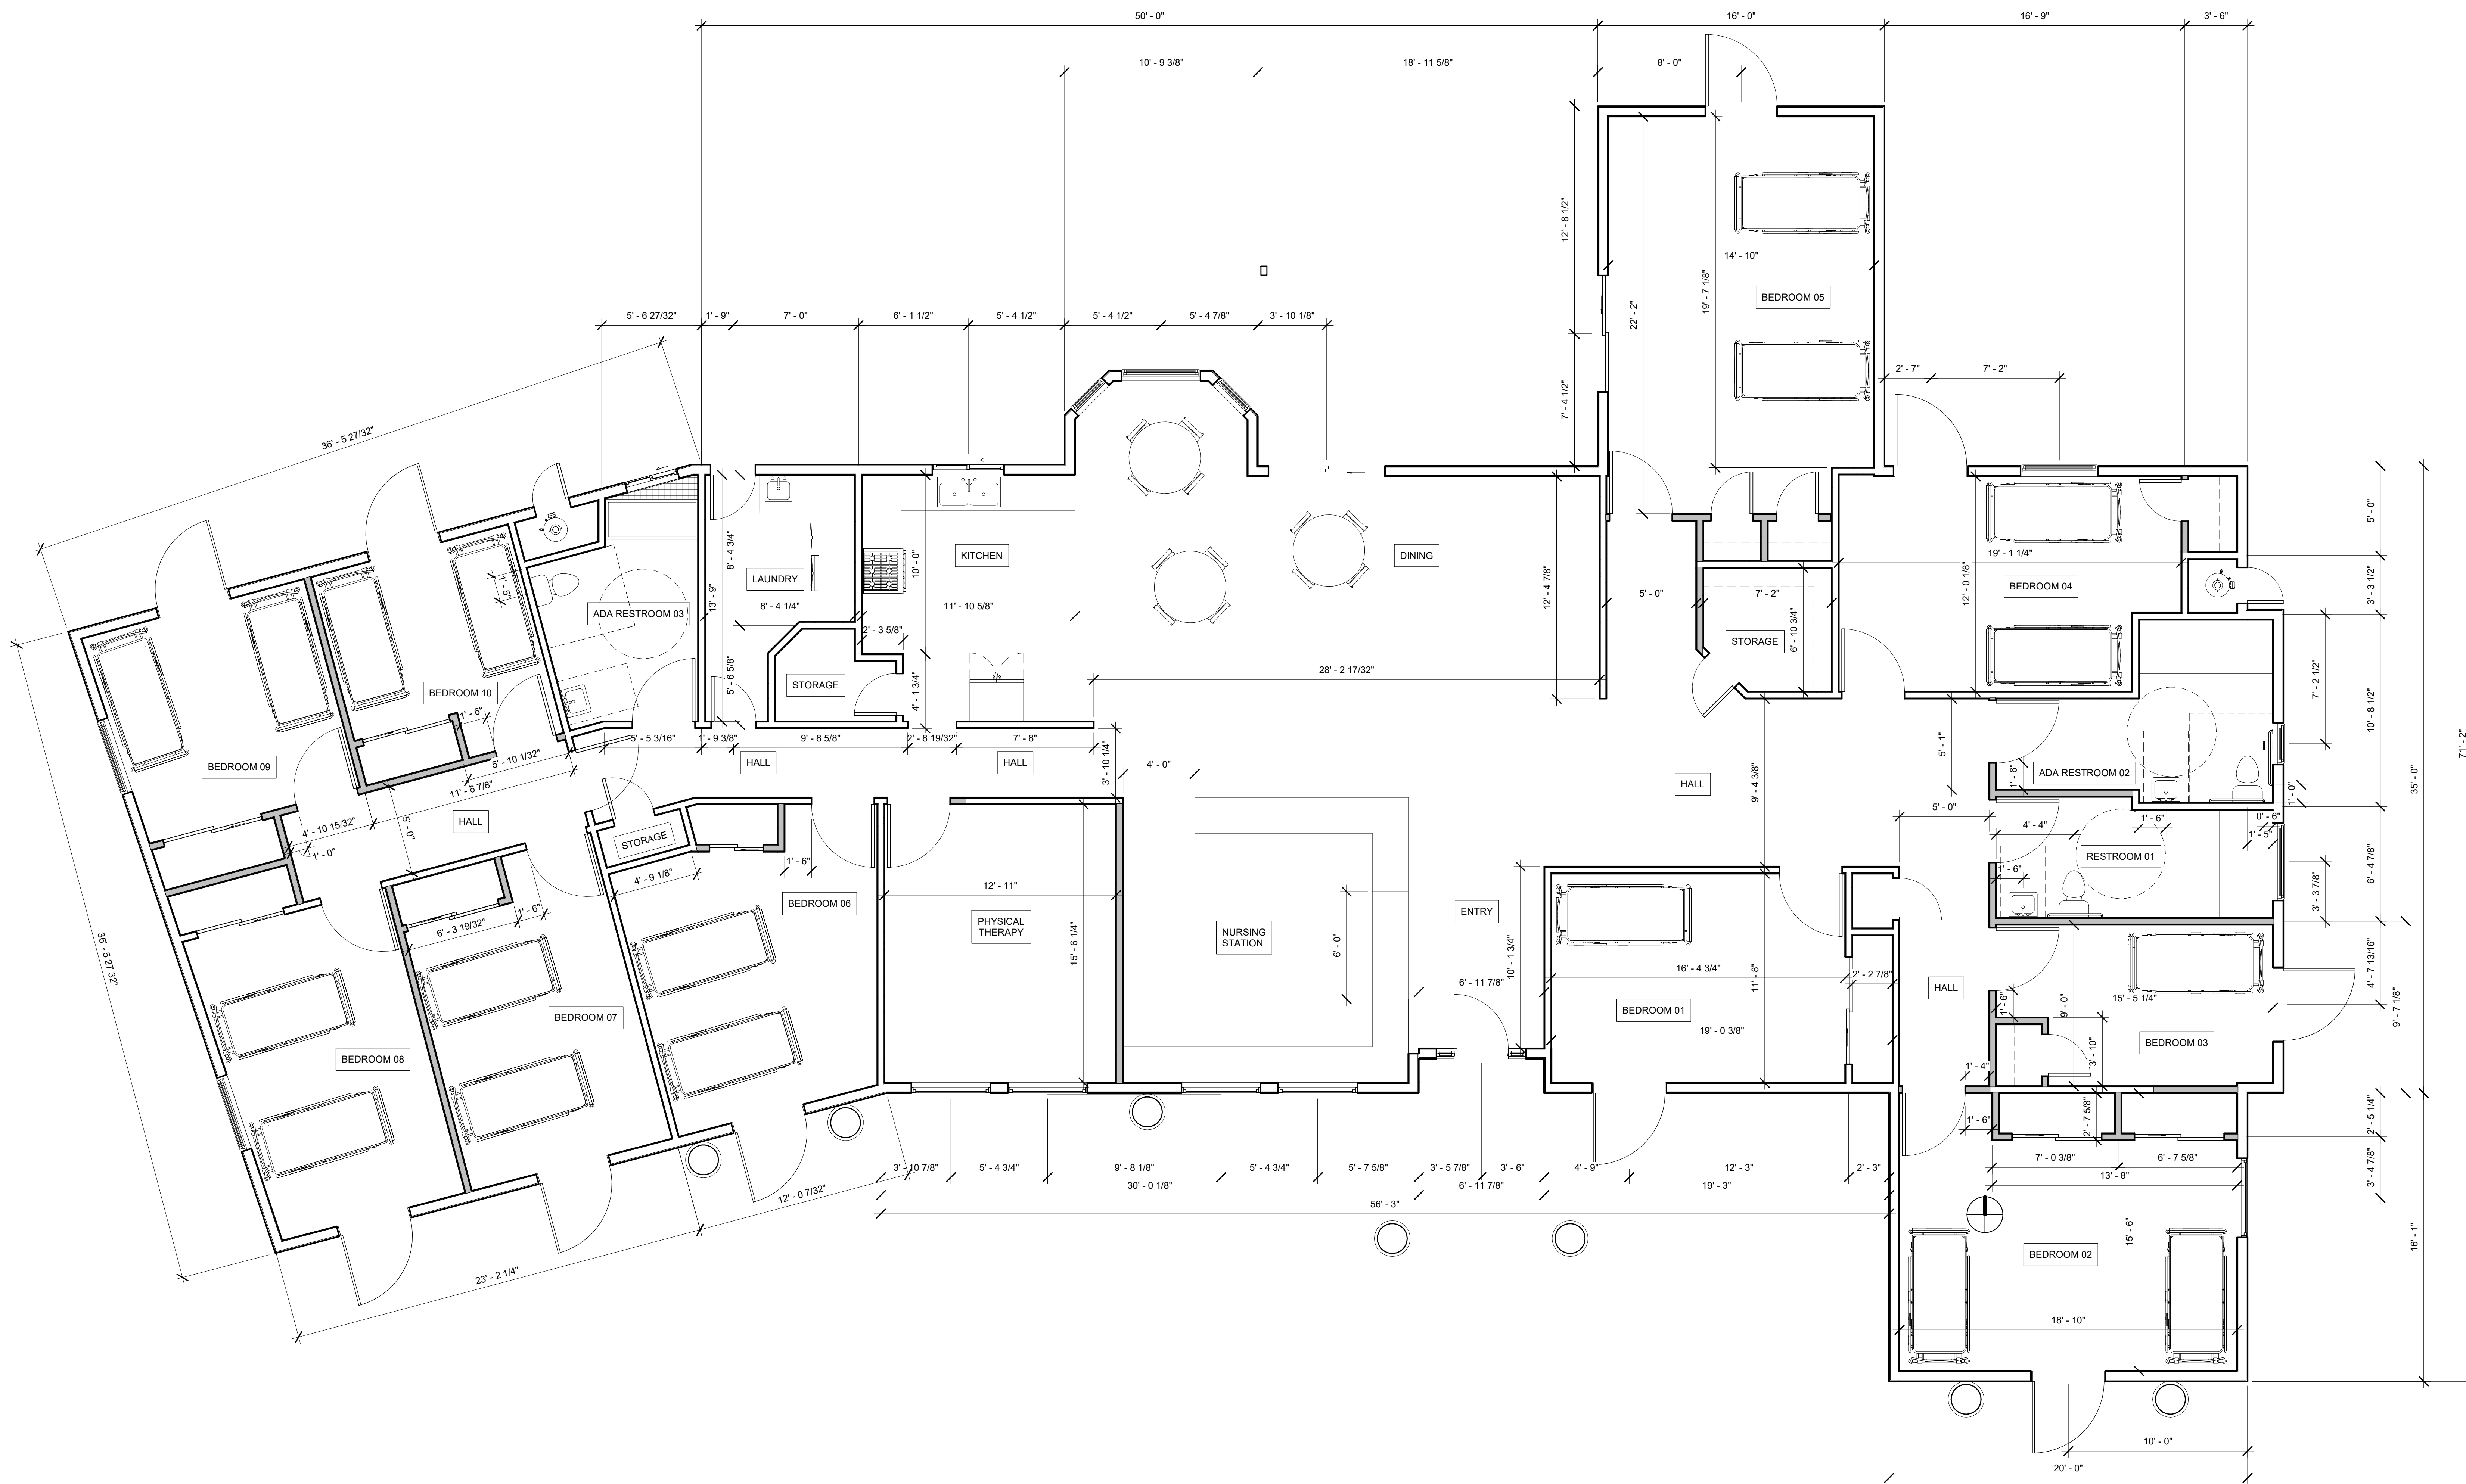 50' - 0"
16' - 0"
16' - 9"
3' - 6"
10' - 9 3/8"
18' - 11 5/8"
8' - 0"
12' - 8 1/2"
14' - 10"
22' - 2"
19' - 7 1/8"
BEDROOM 05
5' - 6 27/32"
1' - 9"
7' - 0"
6' - 1 1/2"
5' - 4 1/2"
5' - 4 1/2"
5' - 4 7/8"
3' - 10 1/8"
7' - 4 1/2"
2' - 7"
7' - 2"
36' - 5 27/32"
5' - 0"
8' - 4 3/4"
10' - 0"
KITCHEN
DINING
19' - 1 1/4"
LAUNDRY
12' - 4 7/8"
12' - 0 1/8"
BEDROOM 04
3' - 3 1/2"
1' - 5"
ADA RESTROOM 03
13' - 9"
8' - 4 1/4"
11' - 10 5/8"
5' - 0"
7' - 2"
2' - 3 5/8"
STORAGE
6' - 10 3/4"
28' - 2 17/32"
5' - 6 5/8"
STORAGE
4' - 1 3/4"
BEDROOM 10
1' - 6"
7' - 2 1/2"
10' - 8 1/2"
71' - 2"
35' - 0"
5' - 5 3/16"
1' - 9 3/8"
9' - 8 5/8"
2' - 8 19/32"
7' - 8"
5' - 1"
BEDROOM 09
5' - 10 1/32"
HALL
HALL
3' - 10 1/4"
4' - 0"
9' - 4 3/8"
HALL
ADA RESTROOM 02
1' - 6"
1' - 0"
11' - 6 7/8"
HALL
4' - 10 15/32"
1' - 0"
5' - 0"
STORAGE
5' - 0"
4' - 4"
1' - 6"
0' - 6"
1' - 5"
RESTROOM 01
6' - 4 7/8"
3' - 3 7/8"
1' - 6"
1' - 6"
4' - 9 1/8"
12' - 11"
BEDROOM 06
1' - 6"
6' - 3 19/32"
PHYSICAL
THERAPY
15' - 6 1/4"
NURSING
STATION
6' - 0"
ENTRY
10' - 1 3/4"
36' - 5 27/32"
16' - 4 3/4"
2' - 2 7/8"
11' - 8"
6' - 11 7/8"
HALL
4' - 7 13/16"
9' - 7 1/8"
15' - 5 1/4"
1' - 6"
9' - 0"
BEDROOM 07
BEDROOM 01
19' - 0 3/8"
BEDROOM 03
3' - 10"
BEDROOM 08
1' - 4"
1' - 6"
2' - 7 5/8"
2' - 5 1/4"
3' - 10 7/8"
5' - 4 3/4"
9' - 8 1/8"
5' - 4 3/4"
5' - 7 5/8"
3' - 5 7/8"
3' - 6"
4' - 9"
12' - 3"
2' - 3"
7' - 0 3/8"
6' - 7 5/8"
13' - 8"
3' - 4 7/8"
12' - 0 7/32"
30' - 0 1/8"
6' - 11 7/8"
19' - 3"
56' - 3"
15' - 6"
16' - 1"
BEDROOM 02
23' - 2 1/4"
18' - 10"
10' - 0"
20' - 0"